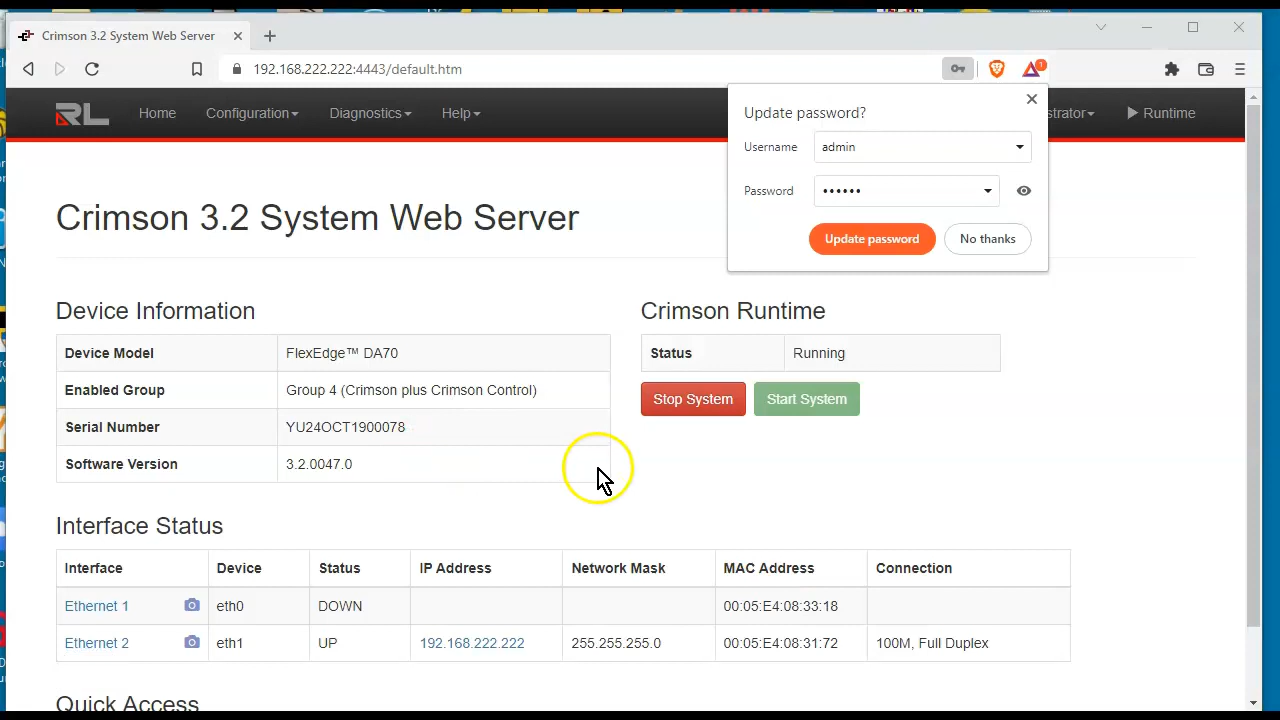 Crimson 3.2 System Web Server
192.168.222.222:4443/default.htm
1
RL Home Configuration Diagnostics Help strator Runtime
Update password?
Username admin
Password ••••••
Update password No thanks
Crimson 3.2 System Web Server
Device Information
Device Model FlexEdge™ DA70
Enabled Group Group 4 (Crimson plus Crimson Control)
Serial Number YU24OCT1900078
Software Version 3.2.0047.0
Crimson Runtime
Status Running
Stop System Start System
Interface Status
Interface Device Status IP Address Network Mask MAC Address Connection
Ethernet 1 eth0 DOWN 00:05:E4:08:33:18
Ethernet 2 eth1 UP 192.168.222.222 255.255.255.0 00:05:E4:08:31:72 100M, Full Duplex
Quick Access